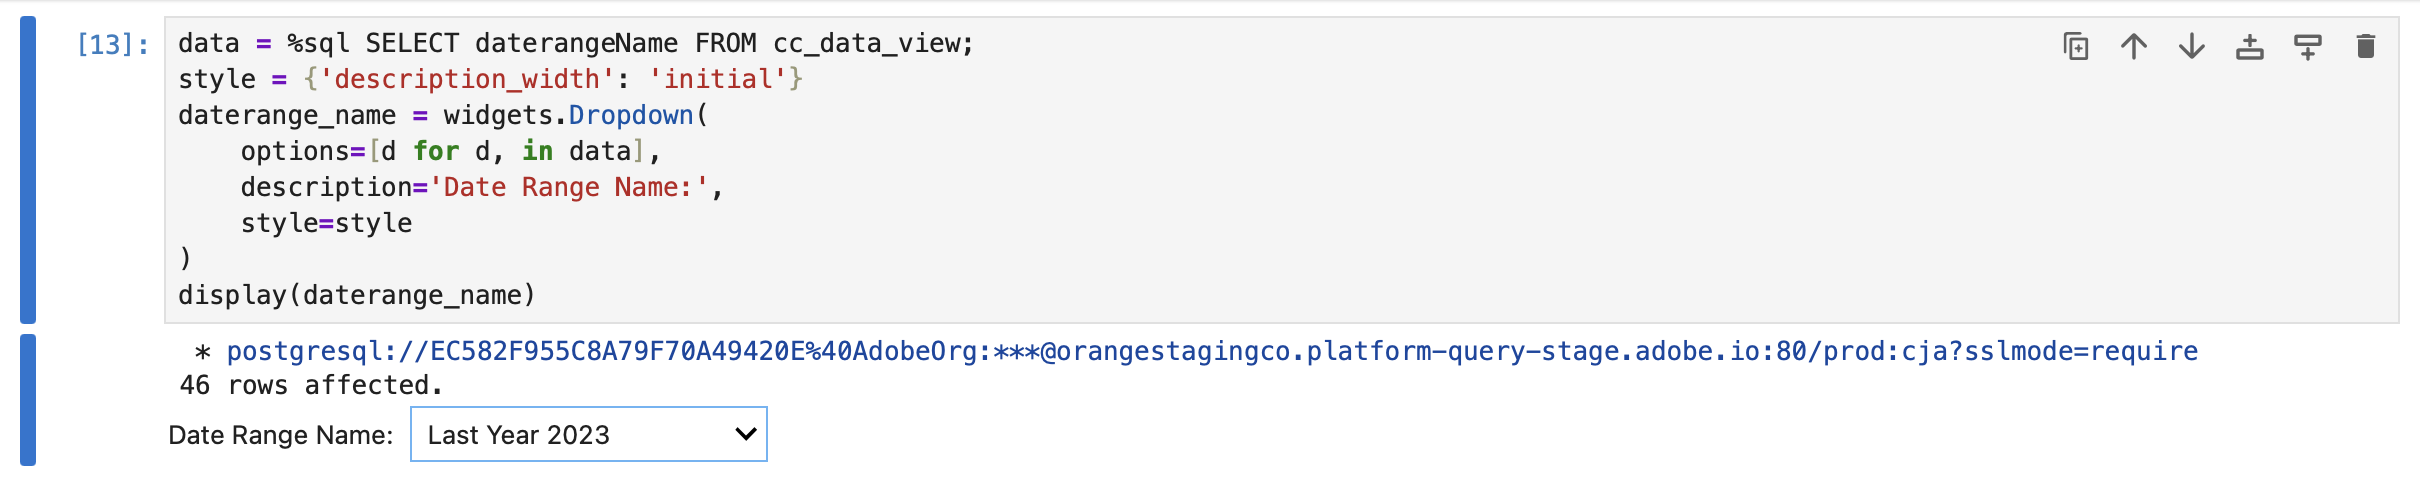 [13]: data = %sql SELECT daterangeName FROM cc_data_view;
style = {'description_width': 'initial'}
daterange_name = widgets.Dropdown(
    options=[d for d, in data],
    description='Date Range Name:',
    style=style
)
display(daterange_name)
* postgresql://EC582F955C8A79F70A49420E%40AdobeOrg:***@orangestagingco.platform-query-stage.adobe.io:80/prod:cja?sslmode=require
46 rows affected.
Date Range Name: Last Year 2023